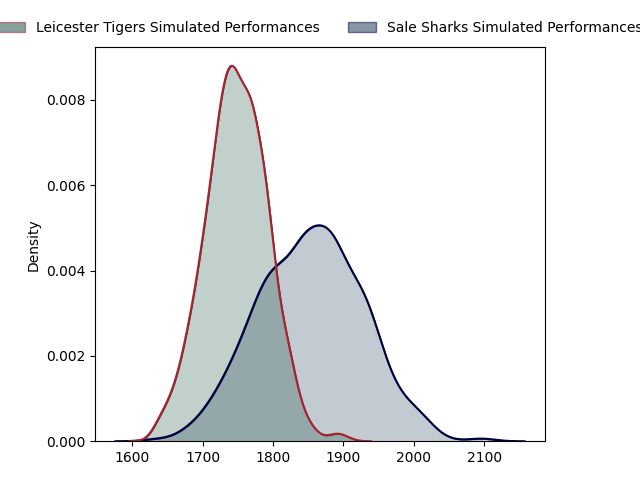 Leicester Tigers Simulated Performances Sale Sharks Simulated Performances
0.008
0.006
Density
0.004
0.002
0.000
1600 1700 1800 1900 2000 2100